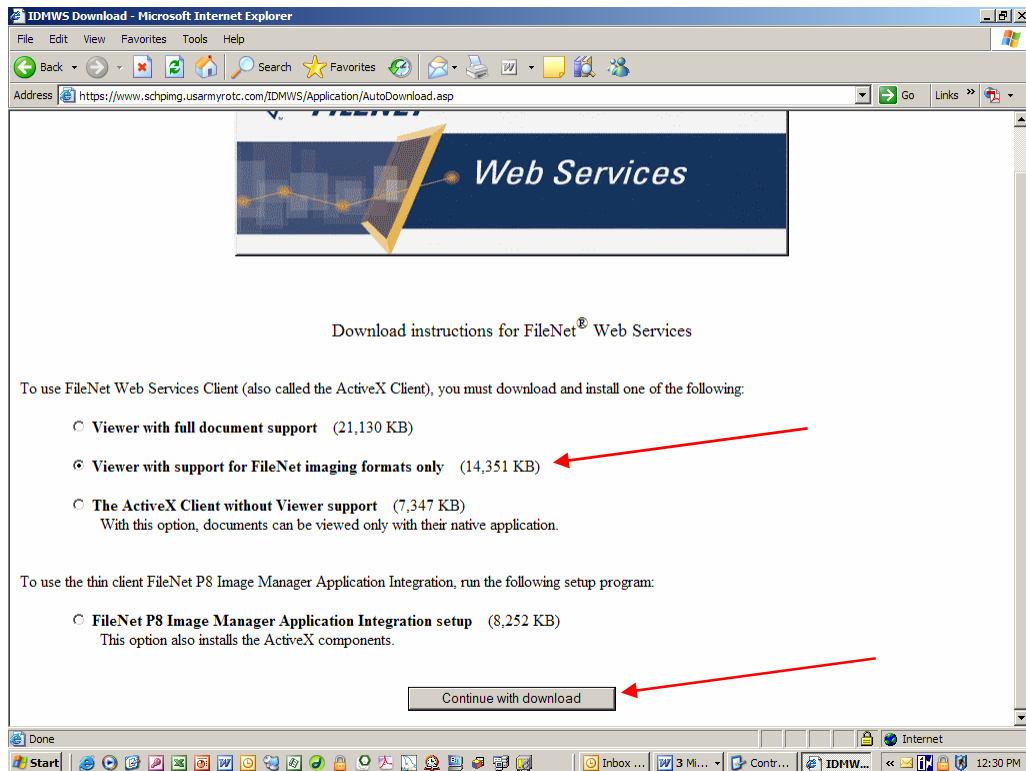 IDMWS Download - Microsoft Internet Explorer
File Edit View Favorites Tools Help
Back Search Favorites
Address https://www.schpimg.usarmyrotc.com/IDMWS/Application/AutoDownload.asp Go Links »
FILENET
Web Services
Download instructions for FileNet® Web Services
To use FileNet Web Services Client (also called the ActiveX Client), you must download and install one of the following:
Viewer with full document support (21,130 KB)
Viewer with support for FileNet imaging formats only (14,351 KB)
The ActiveX Client without Viewer support (7,347 KB)
With this option, documents can be viewed only with their native application.
To use the thin client FileNet P8 Image Manager Application Integration, run the following setup program:
FileNet P8 Image Manager Application Integration setup (8,252 KB)
This option also installs the ActiveX components.
Continue with download
Done Internet
Start Inbox ... 3 Mi... Contr... IDMW... « 12:30 PM